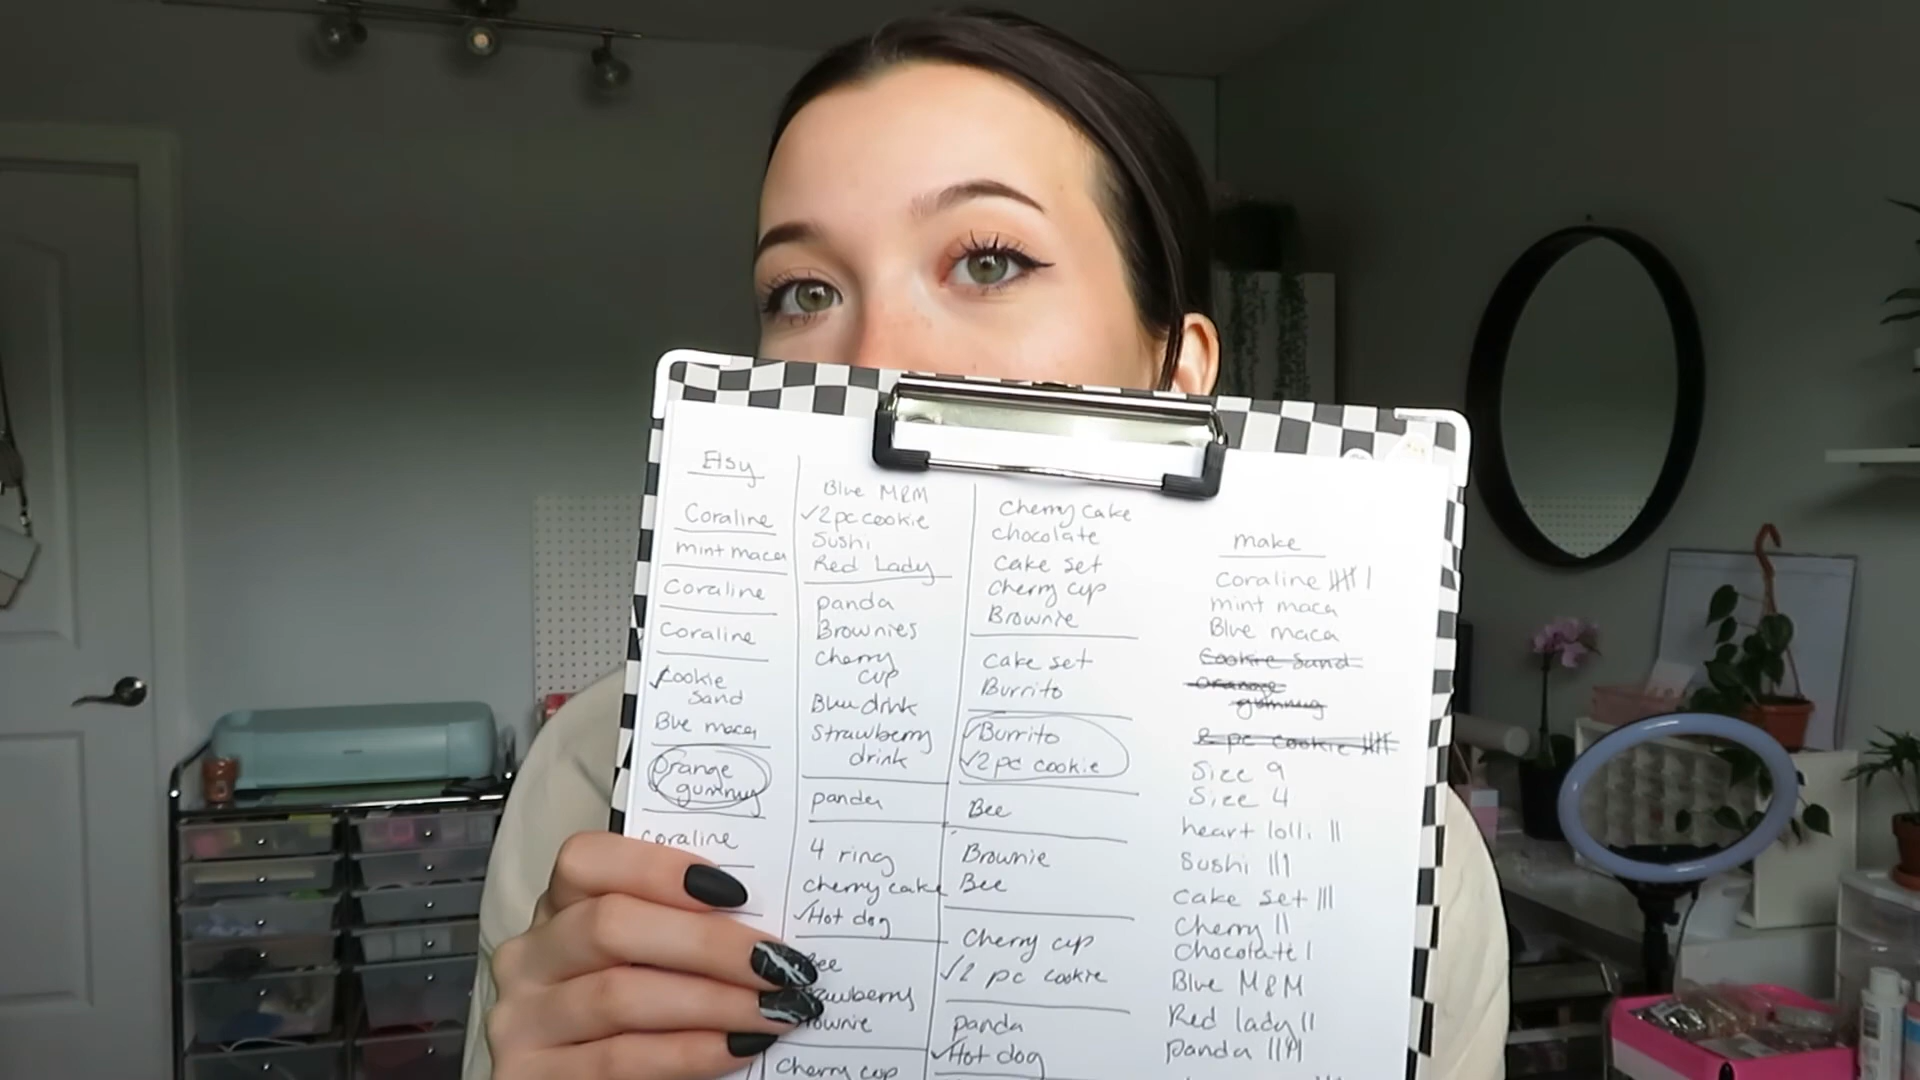 Etsy
Coraline
mint maca
Coraline
Coraline
Cookie
Sand
Blue maca
Orange
gummy
coraline
Blue M&M
✓2pc cookie
Sushi
Red Lady
panda
Brownies
cherry
cup
Blue drink
Strawberry
drink
panda
4 ring
cherry cake
✓Hot dog
Bee
Cherry cup
Cherry Cake
chocolate
Cake set
Cherry cup
Brownie
Cake set
Burrito
✓Burrito
✓2 pc cookie
Bee
Brownie
Bee
Cherry cup
✓2 pc cookie
panda
✓Hot dog
make
Coraline |||| |
mint maca
Blue maca
Cookie Sand
Orange
gummy
2 pc cookie ||||
Size 9
Size 4
heart lolli ||
Sushi |||
Cake set |||
Cherry ||
Chocolate |
Blue M&M
Red lady ||
panda ||||